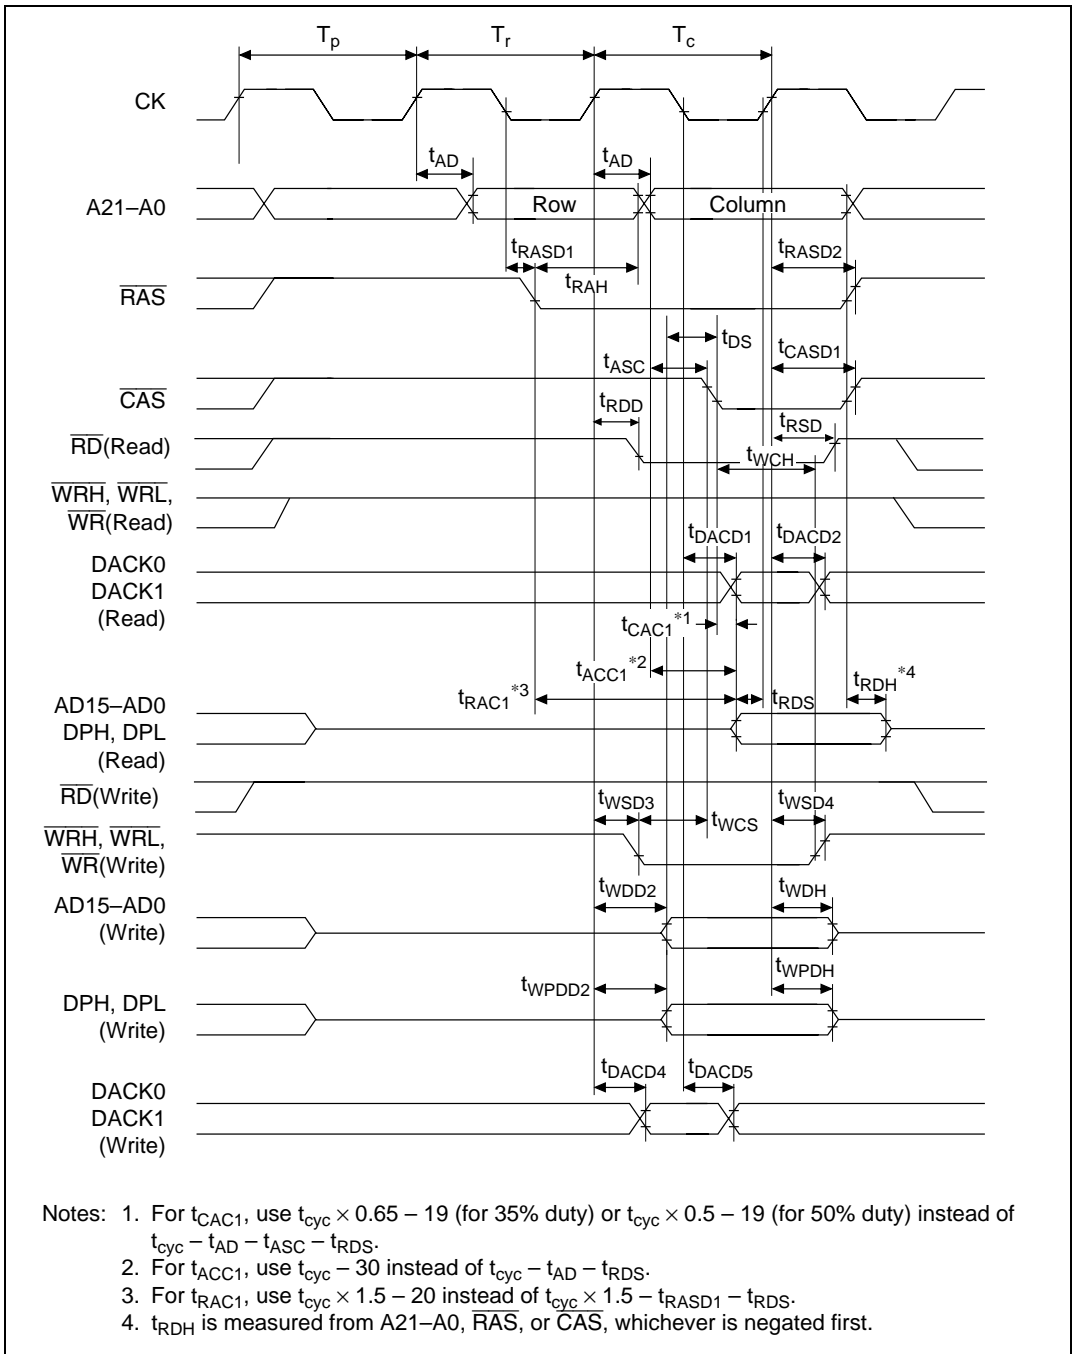 Tp Tr Tc
CK
tAD tAD
A21–A0 Row Column
tRASD1 tRASD2
RAS tRAH
tDS
tASC tCASD1
CAS
tRDD tRSD
RD(Read) tWCH
WRH, WRL,
WR(Read)
tDACD1 tDACD2
DACK0
DACK1
(Read)
tCAC1*1
tACC1*2
tRAC1*3 tRDS tRDH*4
AD15–AD0
DPH, DPL
(Read)
RD(Write)
tWSD3 tWCS tWSD4
WRH, WRL,
WR(Write)
tWDD2 tWDH
AD15–AD0
(Write)
tWPDD2 tWPDH
DPH, DPL
(Write)
tDACD4 tDACD5
DACK0
DACK1
(Write)
Notes: 1. For tCAC1, use tcyc × 0.65 – 19 (for 35% duty) or tcyc × 0.5 – 19 (for 50% duty) instead of
tcyc – tAD – tASC – tRDS.
2. For tACC1, use tcyc – 30 instead of tcyc – tAD – tRDS.
3. For tRAC1, use tcyc × 1.5 – 20 instead of tcyc × 1.5 – tRASD1 – tRDS.
4. tRDH is measured from A21–A0, RAS, or CAS, whichever is negated first.